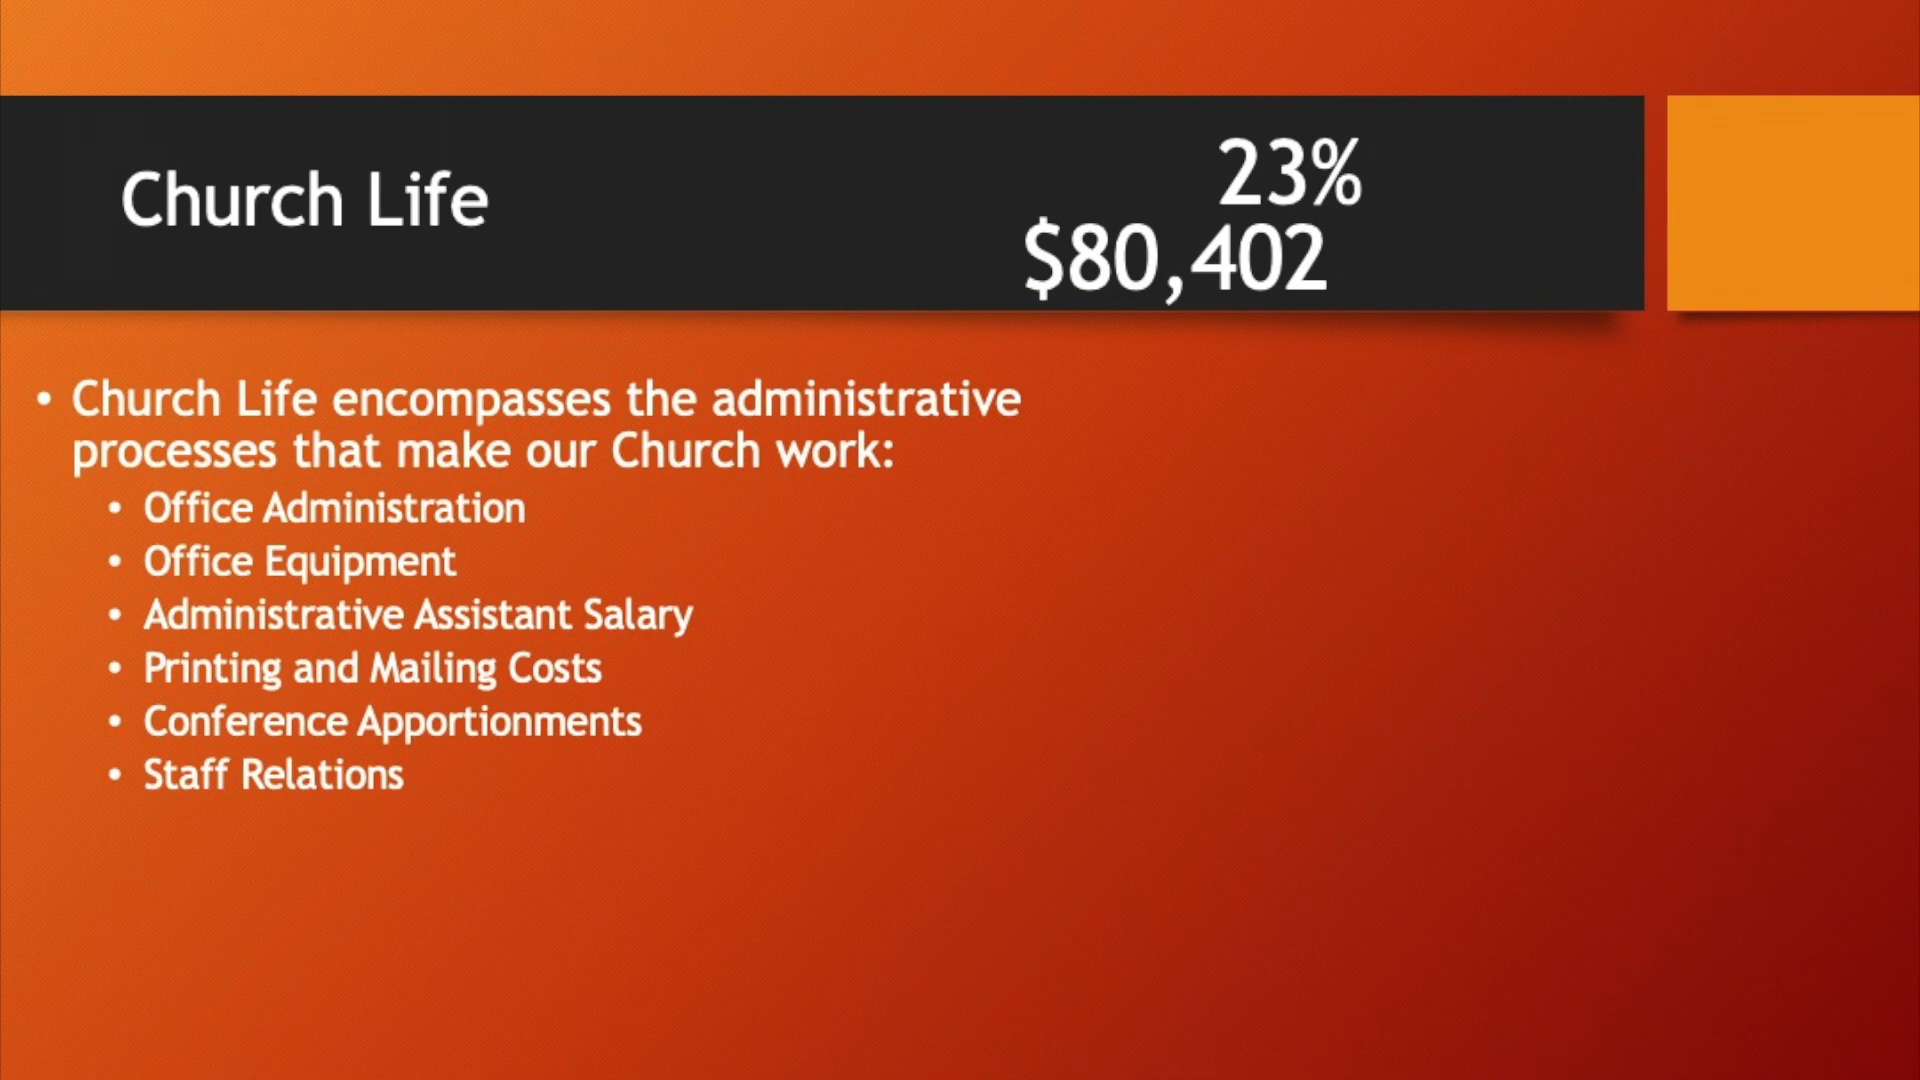 Church Life
23%
$80,402
• Church Life encompasses the administrative
processes that make our Church work:
• Office Administration
• Office Equipment
• Administrative Assistant Salary
• Printing and Mailing Costs
• Conference Apportionments
• Staff Relations